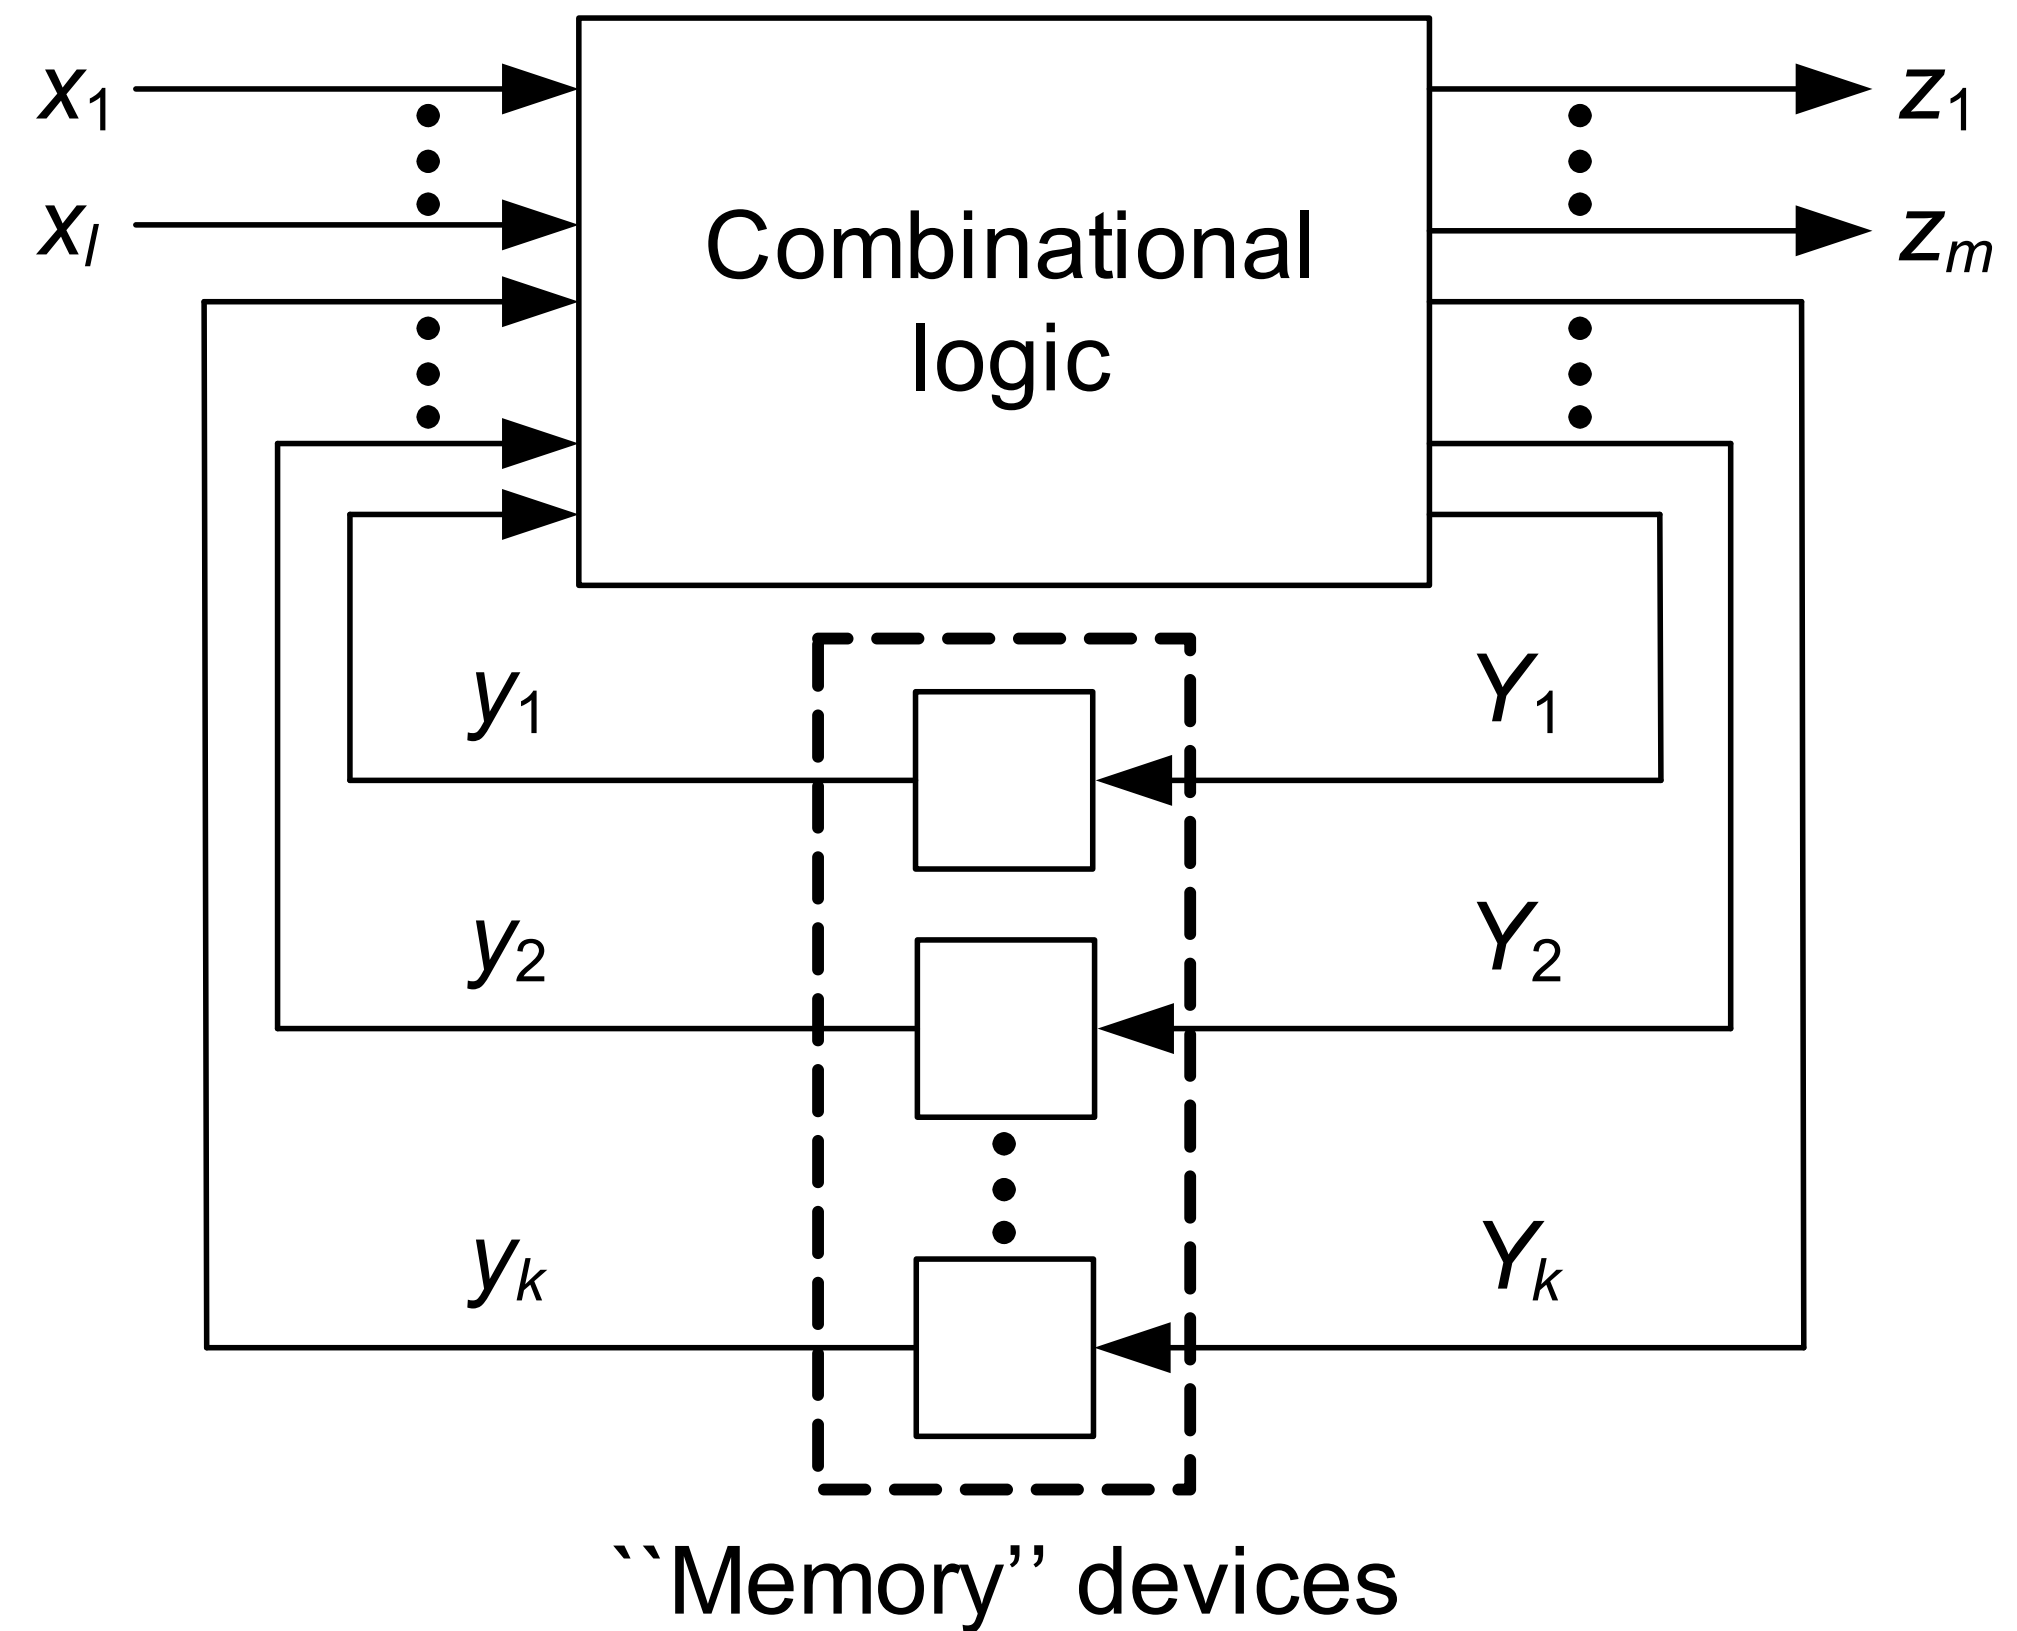 x1
z1
xl
zm
Combinational
logic
y1
Y1
y2
Y2
yk
Yk
``Memory’’ devices